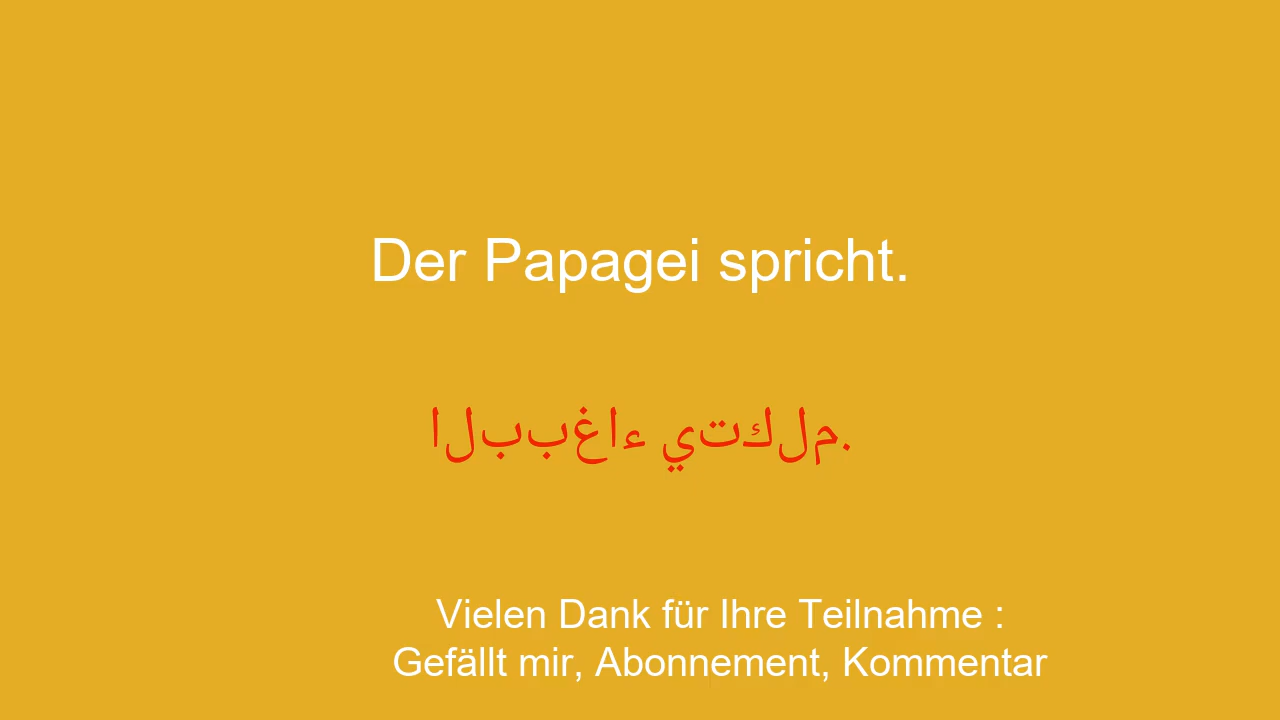 Der Papagei spricht.
الببغاء يتكلم.
Vielen Dank für Ihre Teilnahme :
Gefällt mir, Abonnement, Kommentar